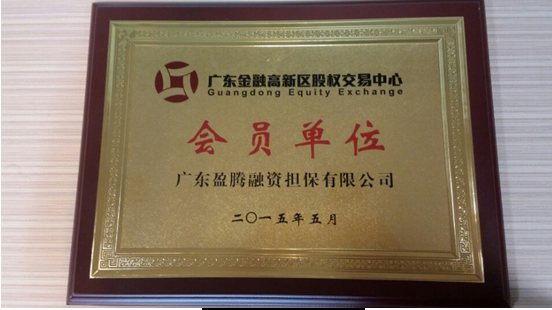 广东金融高新区股权交易中心
Guangdong Equity Exchange
会员单位
广东盈腾融资担保有限公司
二〇一五年五月